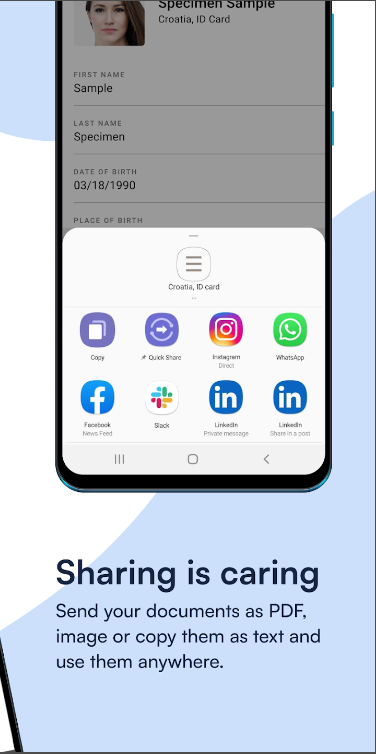 Specimen Sample
Croatia, ID Card
FIRST NAME
Sample
LAST NAME
Specimen
DATE OF BIRTH
03/18/1990
PLACE OF BIRTH
Croatia, ID card
Copy
Quick Share
Instagram
Direct
WhatsApp
Facebook
News Feed
Slack
LinkedIn
Private message
LinkedIn
Share in a post
Sharing is caring
Send your documents as PDF,
image or copy them as text and
use them anywhere.